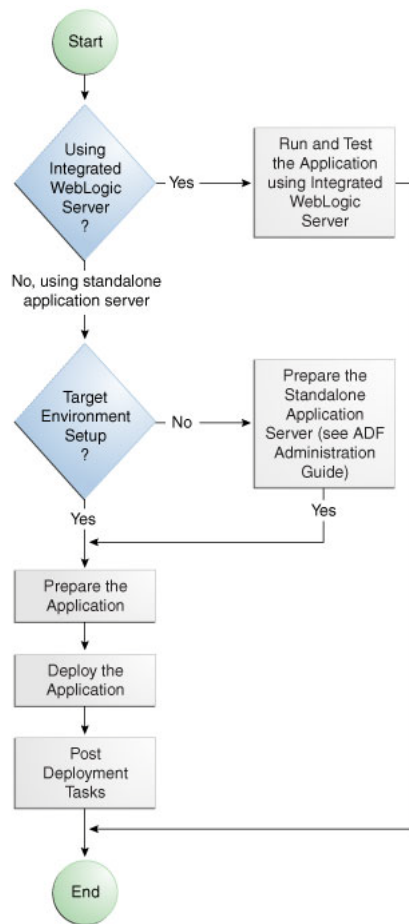 Start
Using
Integrated
WebLogic
Server
?
Yes
Run and Test
the Application
using Integrated
WebLogic
Server
No, using standalone
application server
Target
Environment
Setup
?
No
Prepare the
Standalone
Application
Server (see ADF
Administration
Guide)
Yes
Yes
Prepare the
Application
Deploy the
Application
Post
Deployment
Tasks
End